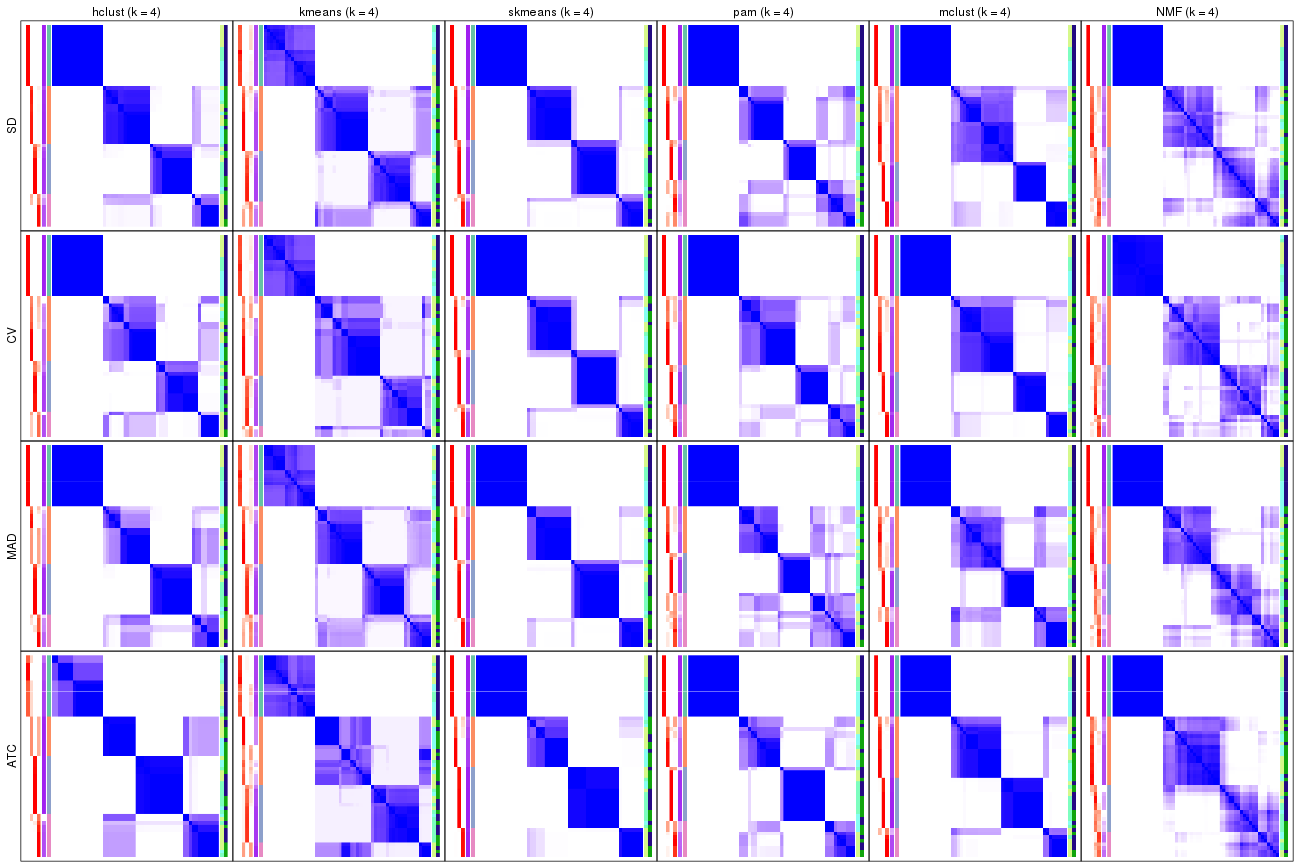 hclust (k = 4) kmeans (k = 4) skmeans (k = 4) pam (k = 4) mclust (k = 4) NMF (k = 4)
SD
CV
MAD
ATC